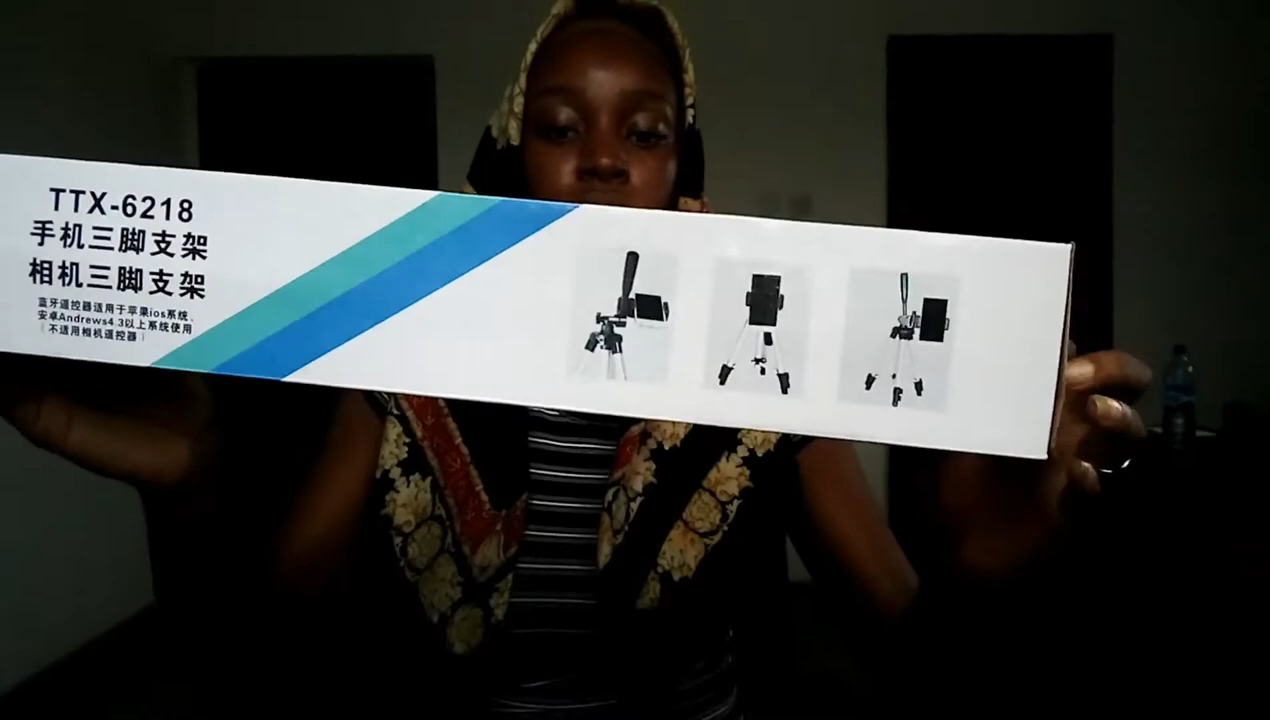 TTX-6218
手机三脚支架
相机三脚支架
蓝牙遥控器适用于苹果ios系统、
安卓Andrews4.3以上系统使用
（不适用相机遥控器）